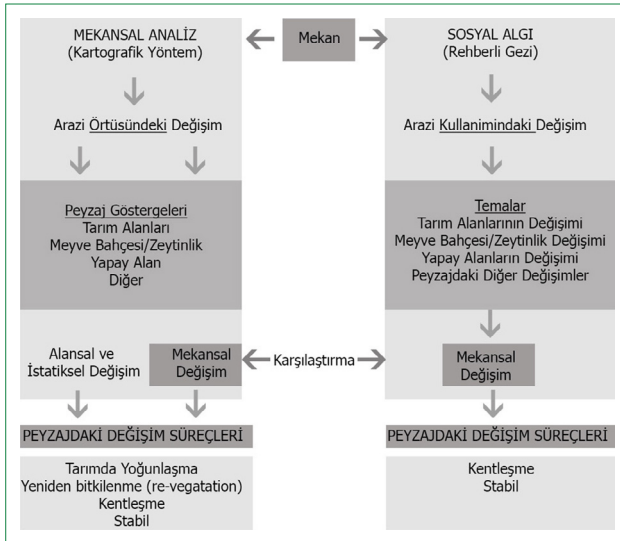 MEKANSAL ANALİZ
(Kartografik Yöntem)
Arazi Örtüsündeki Değişim
Peyzaj Göstergeleri
Tarım Alanları
Meyve Bahçesi/Zeytinlik
Yapay Alan
Diğer
Alansal ve
İstatiksel Değişim
Mekansal
Değişim
PEYZAJDAKİ DEĞİŞİM SÜREÇLERİ
Tarımda Yoğunlaşma
Yeniden bitkilenme (re-vegatation)
Kentleşme
Stabil
Mekan
Karşılaştırma
SOSYAL ALGI
(Rehberli Gezi)
Arazi Kullanimindaki Değişim
Temalar
Tarım Alanlarının Değişimi
Meyve Bahçesi/Zeytinlik Değişimi
Yapay Alanların Değişimi
Peyzajdaki Diğer Değişimler
Mekansal
Değişim
PEYZAJDAKİ DEĞİŞİM SÜREÇLERİ
Kentleşme
Stabil